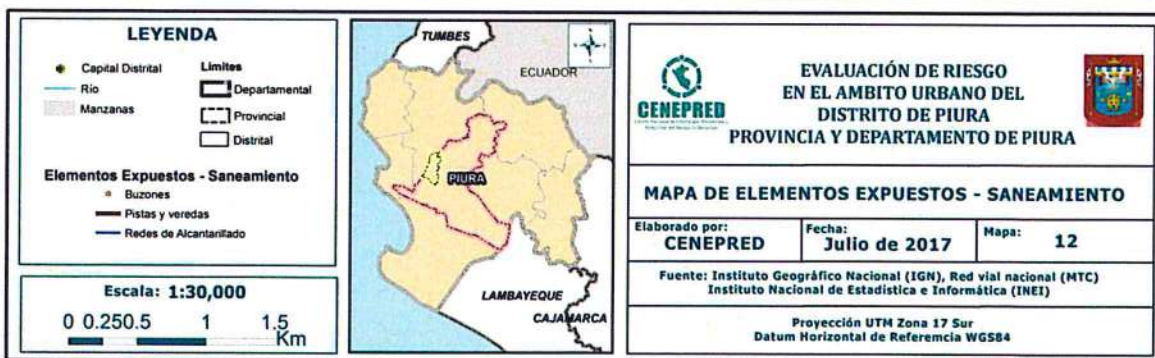 LEYENDA
Capital Distrital
Río
Manzanas
Límites
Departamental
Provincial
Distrital
Elementos Expuestos - Saneamiento
Buzones
Pistas y veredas
Redes de Alcantarillado
Escala: 1:30,000
0 0.250.5 1 1.5
Km
TUMBES
ECUADOR
PIURA
LAMBAYEQUE
CAJAMARCA
CENEPRED
EVALUACIÓN DE RIESGO
EN EL AMBITO URBANO DEL
DISTRITO DE PIURA
PROVINCIA Y DEPARTAMENTO DE PIURA
MAPA DE ELEMENTOS EXPUESTOS - SANEAMIENTO
Elaborado por:
CENEPRED
Fecha:
Julio de 2017
Mapa:
12
Fuente: Instituto Geográfico Nacional (IGN), Red vial nacional (MTC)
Instituto Nacional de Estadística e Informática (INEI)
Proyección UTM Zona 17 Sur
Datum Horizontal de Referencia WGS84